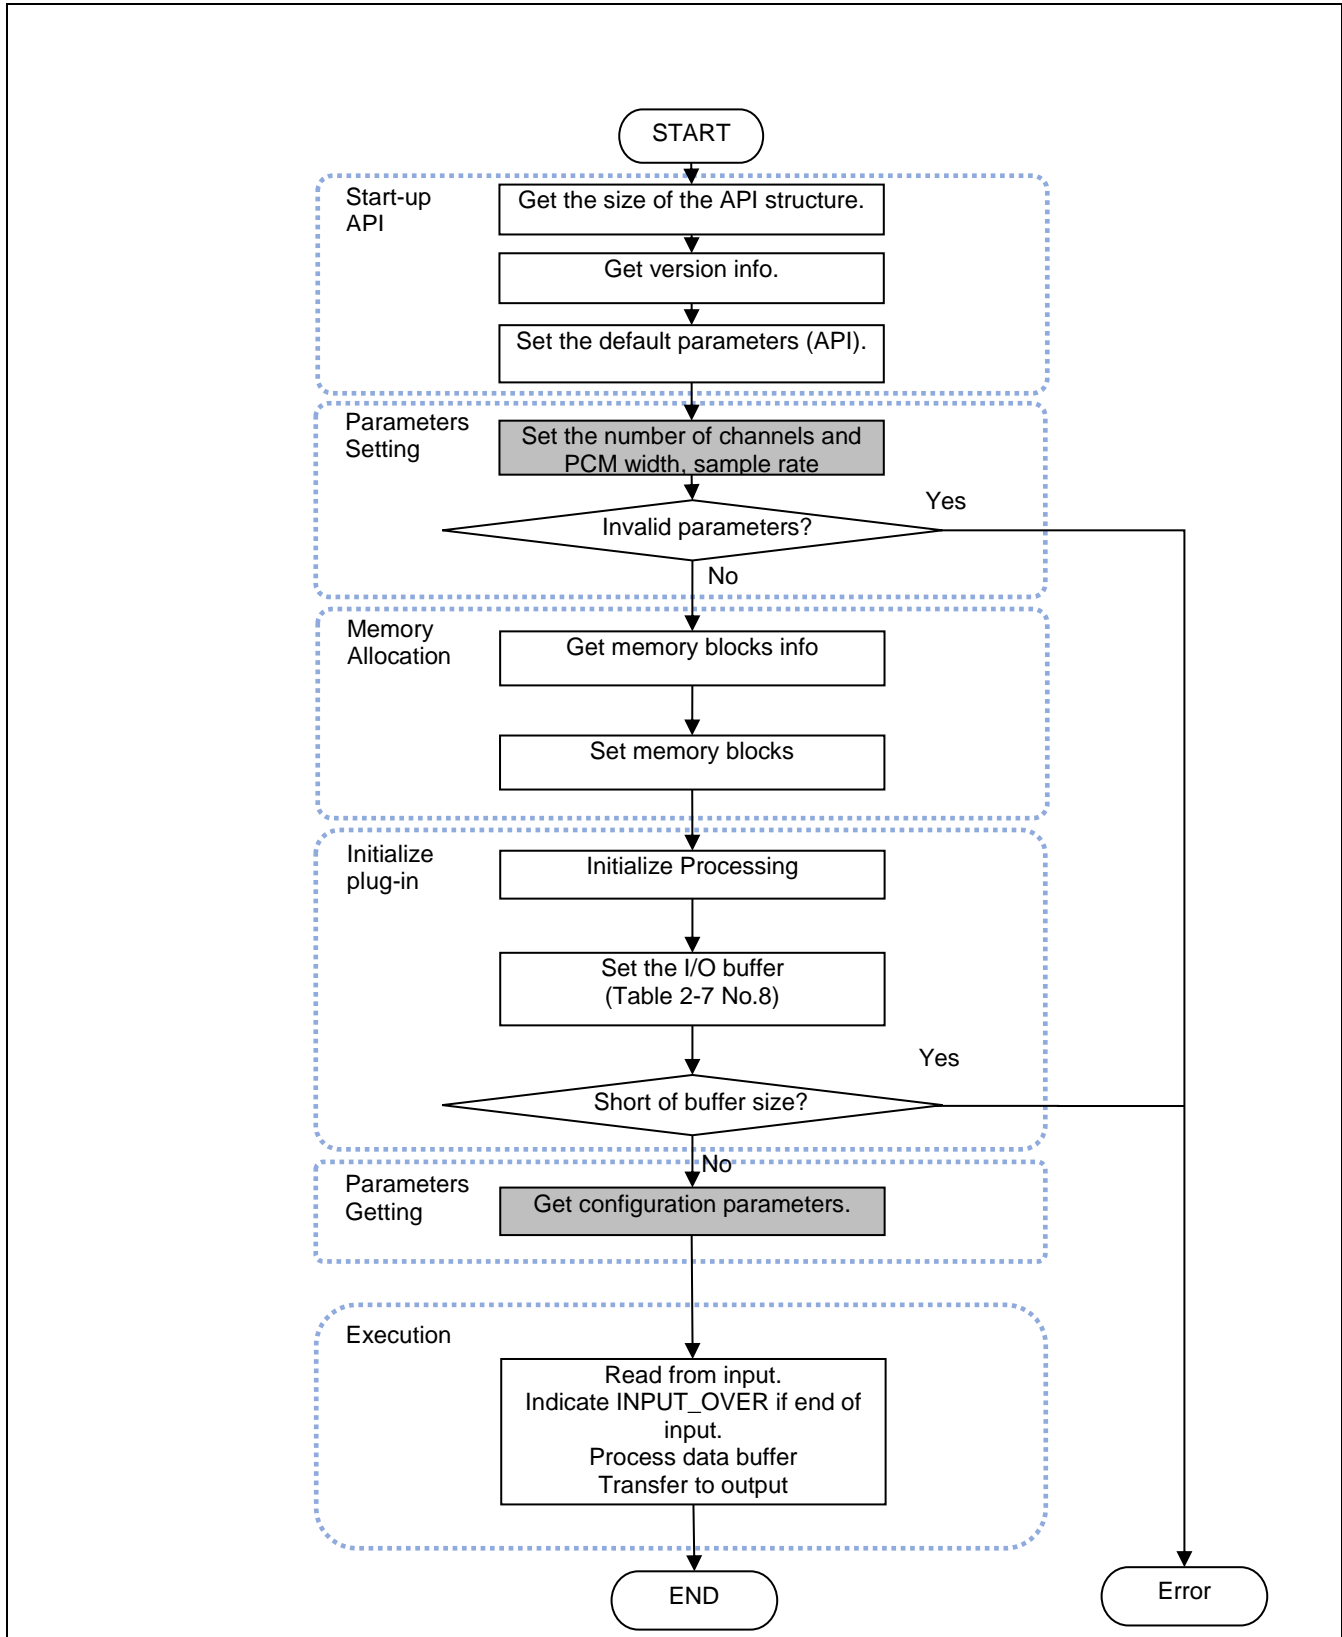 START
Start-up
API
Get the size of the API structure.
Get version info.
Set the default parameters (API).
Parameters
Setting
Set the number of channels and
PCM width, sample rate
Yes
Invalid parameters?
No
Memory
Allocation
Get memory blocks info
Set memory blocks
Initialize
plug-in
Initialize Processing
Set the I/O buffer
(Table 2-7 No.8)
Yes
Short of buffer size?
No
Parameters
Getting
Get configuration parameters.
Execution
Read from input.
Indicate INPUT_OVER if end of
input.
Process data buffer
Transfer to output
END
Error